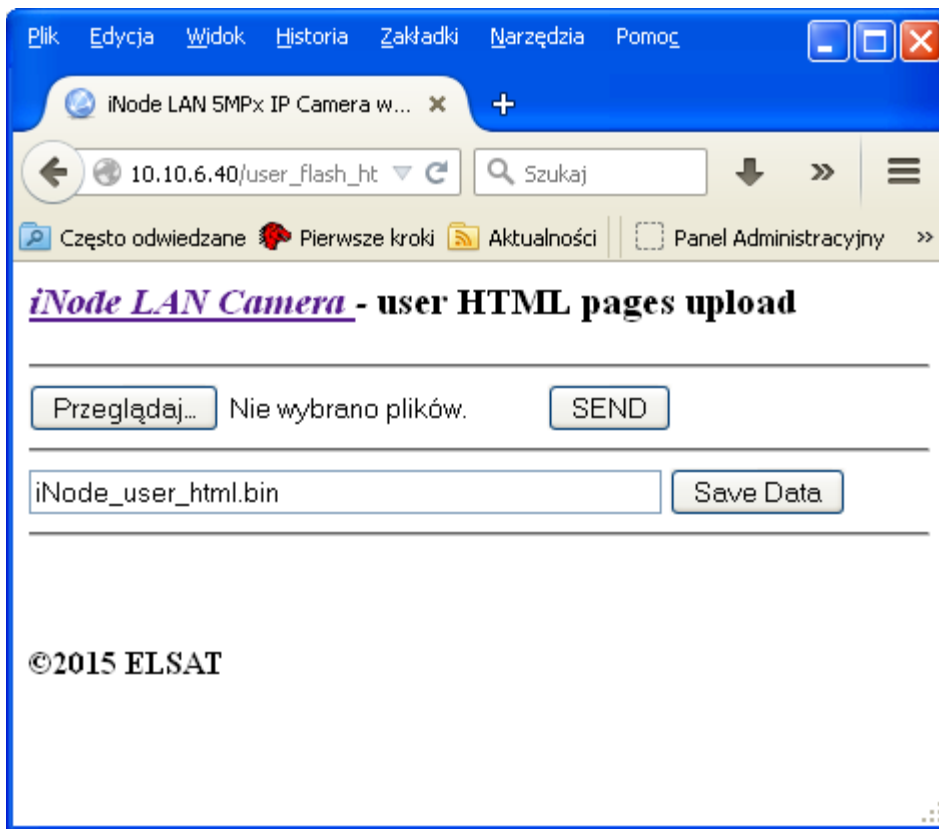 Plik Edycja Widok Historia Zakładki Narzędzia Pomoc
iNode LAN 5MPx IP Camera w...
10.10.6.40/user_flash_ht Szukaj
Często odwiedzane Pierwsze kroki Aktualności Panel Administracyjny
iNode LAN Camera - user HTML pages upload
Przeglądaj... Nie wybrano plików. SEND
iNode_user_html.bin Save Data
©2015 ELSAT